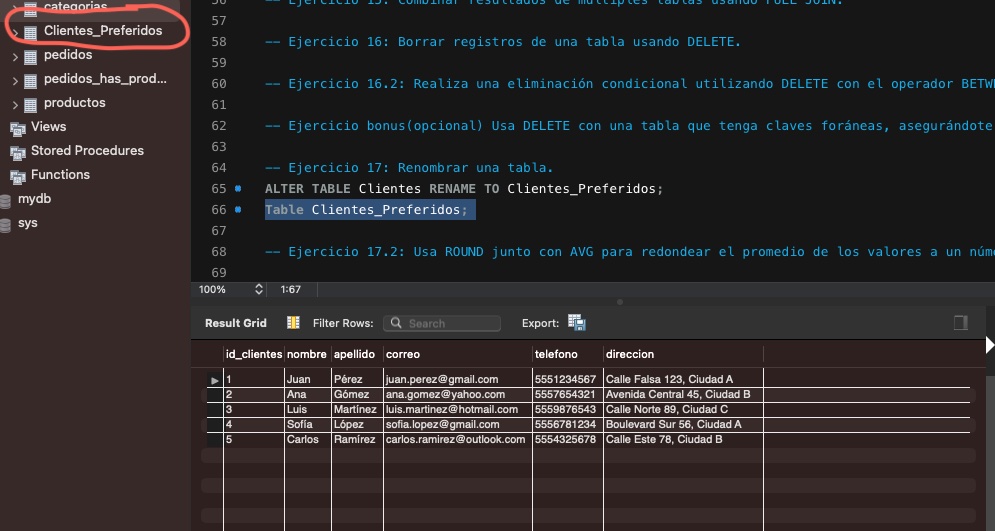 categorias
Clientes_Preferidos
pedidos
pedidos_has_prod...
productos
Views
Stored Procedures
Functions
mydb
sys
56 -- Ejercicio 15: Combinar resultados de múltiples tablas usando FULL JOIN.
57
58 -- Ejercicio 16: Borrar registros de una tabla usando DELETE.
59
60 -- Ejercicio 16.2: Realiza una eliminación condicional utilizando DELETE con el operador BETWE
61
62 -- Ejercicio bonus(opcional) Usa DELETE con una tabla que tenga claves foráneas, asegurándote
63
64 -- Ejercicio 17: Renombrar una tabla.
65 ALTER TABLE Clientes RENAME TO Clientes_Preferidos;
66 Table Clientes_Preferidos;
67
68 -- Ejercicio 17.2: Usa ROUND junto con AVG para redondear el promedio de los valores a un núme
69
100% 1:67
Result Grid Filter Rows: Search Export:
id_clientes nombre apellido correo telefono direccion
1 Juan Pérez juan.perez@gmail.com 5551234567 Calle Falsa 123, Ciudad A
2 Ana Gómez ana.gomez@yahoo.com 5557654321 Avenida Central 45, Ciudad B
3 Luis Martínez luis.martinez@hotmail.com 5559876543 Calle Norte 89, Ciudad C
4 Sofía López sofia.lopez@gmail.com 5556781234 Boulevard Sur 56, Ciudad A
5 Carlos Ramírez carlos.ramirez@outlook.com 5554325678 Calle Este 78, Ciudad B